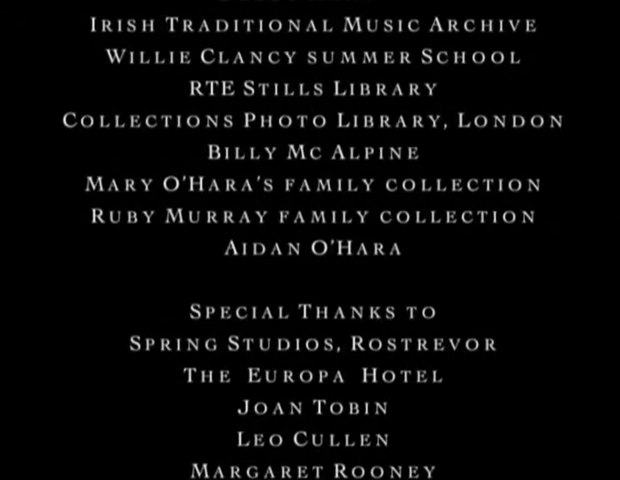 Irish Traditional Music Archive
Willie Clancy summer School
RTE Stills Library
Collections Photo Library, London
Billy Mc Alpine
Mary O'Hara's family collection
Ruby Murray family collection
Aidan O'Hara
Special Thanks to
Spring Studios, Rostrevor
The Europa Hotel
Joan Tobin
Leo Cullen
Margaret Rooney